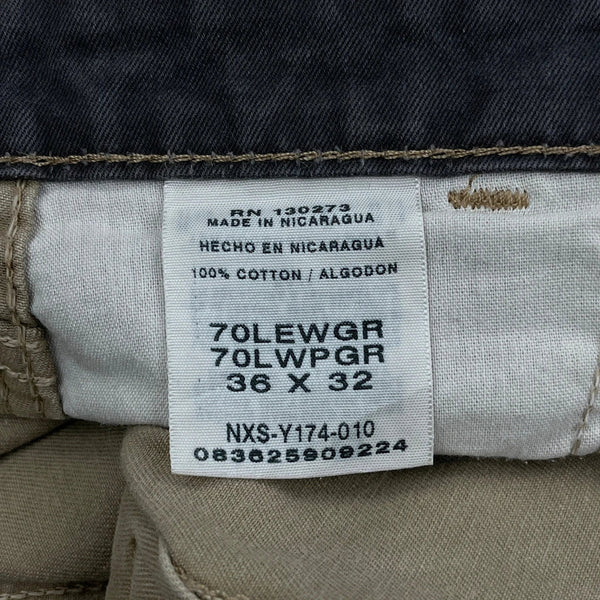 RN 130273
MADE IN NICARAGUA
HECHO EN NICARAGUA
100% COTTON / ALGODON
70LEWGR
70LWPGR
36 X 32
NXS-Y174-010
083625909224